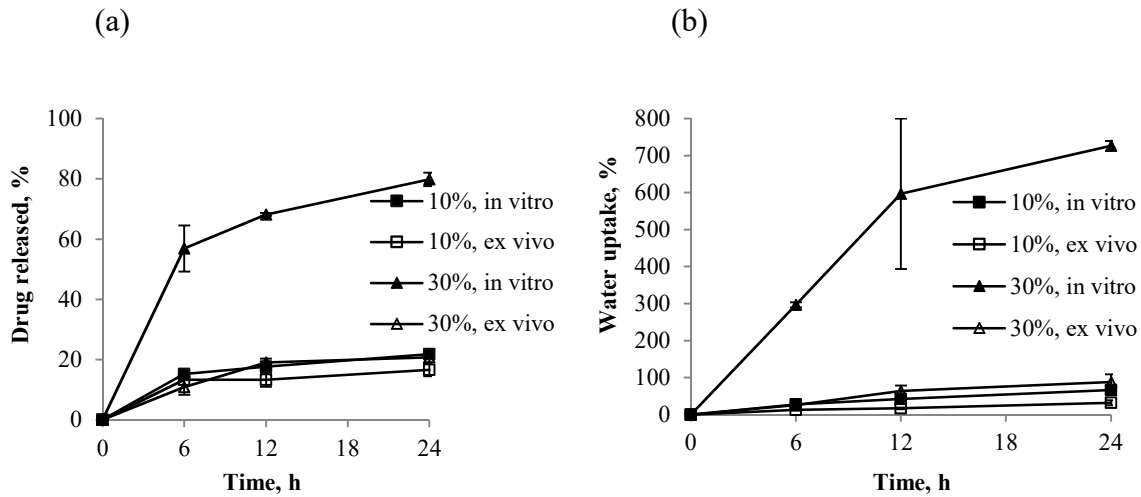 (a)
Drug released, %
100
80
60
40
20
0
0 6 12 18 24
Time, h
10%, in vitro
10%, ex vivo
30%, in vitro
30%, ex vivo
(b)
Water uptake, %
800
700
600
500
400
300
200
100
0
0 6 12 18 24
Time, h
10%, in vitro
10%, ex vivo
30%, in vitro
30%, ex vivo